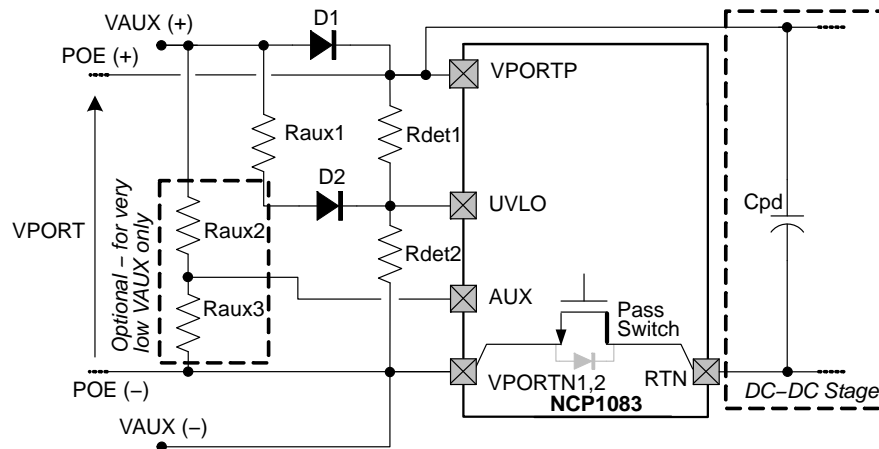 VAUX (+)
D1
POE (+)
VPORTP
Raux1
Rdet1
D2
UVLO
Cpd
VPORT
Optional – for very
low VAUX only
Raux2
Rdet2
AUX
Raux3
Pass
Switch
POE (–)
VPORTN1,2
RTN
NCP1083
DC–DC Stage
VAUX (–)